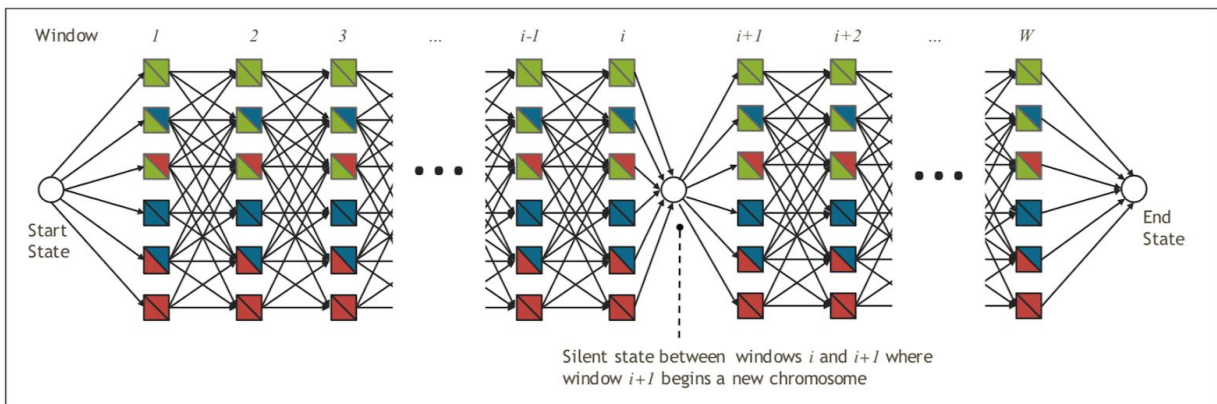 Window 1 2 3 ... i-1 i i+1 i+2 ... W
Start
State
End
State
Silent state between windows i and i+1 where
window i+1 begins a new chromosome